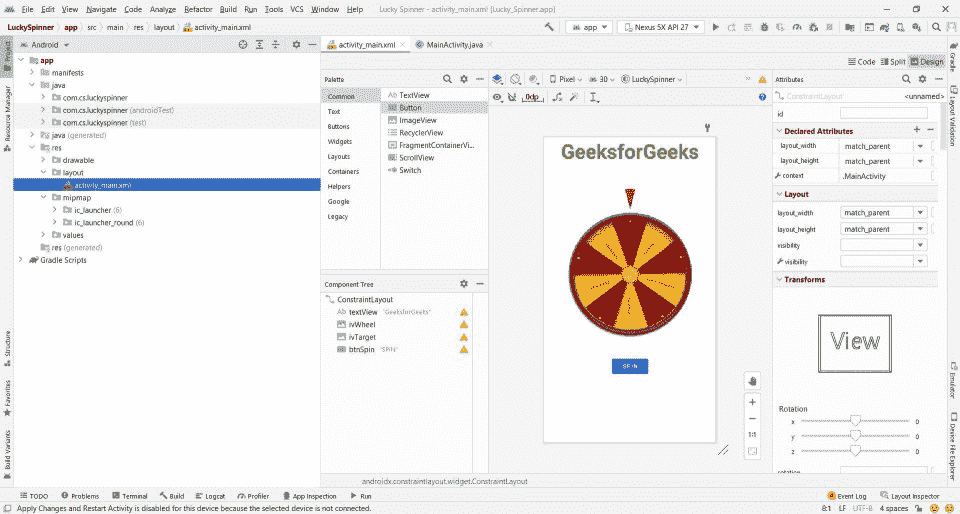 File Edit View Navigate Code Analyze Refactor Build Run Tools VCS Window Help Lucky Spinner - activity_main.xml [Lucky_Spinner.app]
LuckySpinner app src main res layout activity_main.xml app Nexus 5X API 27
Android activity_main.xml MainActivity.java
Code Split Design
Project
Resource Manager
Structure
Favorites
Build Variants
app
manifests
java
com.cs.luckyspinner
com.cs.luckyspinner (androidTest)
com.cs.luckyspinner (test)
java (generated)
res
drawable
layout
activity_main.xml
mipmap
ic_launcher (6)
ic_launcher_round (6)
values
res (generated)
Gradle Scripts
Palette
Common
Text
Buttons
Widgets
Layouts
Containers
Helpers
Google
Legacy
Ab TextView
Button
ImageView
RecyclerView
FragmentContainerVi...
ScrollView
Switch
Component Tree
ConstraintLayout
Ab textView "GeeksforGeeks"
ivWheel
ivTarget
btnSpin "SPIN"
Pixel 30 LuckySpinner
0dp
GeeksforGeeks
SPIN
1:1
Attributes
ConstraintLayout <unnamed>
id
Declared Attributes
layout_width match_parent
layout_height match_parent
context .MainActivity
Layout
layout_width match_parent
layout_height match_parent
visibility
visibility
Transforms
View
Rotation
x 0
y 0
z 0
rotation
Gradle
Layout Validation
Emulator
Device File Explorer
androidx.constraintlayout.widget.ConstraintLayout
TODO Problems Terminal Build Logcat Profiler App Inspection Run Event Log Layout Inspector
Apply Changes and Restart Activity is disabled for this device because the selected device is not connected. 8:1 LF UTF-8 4 spaces